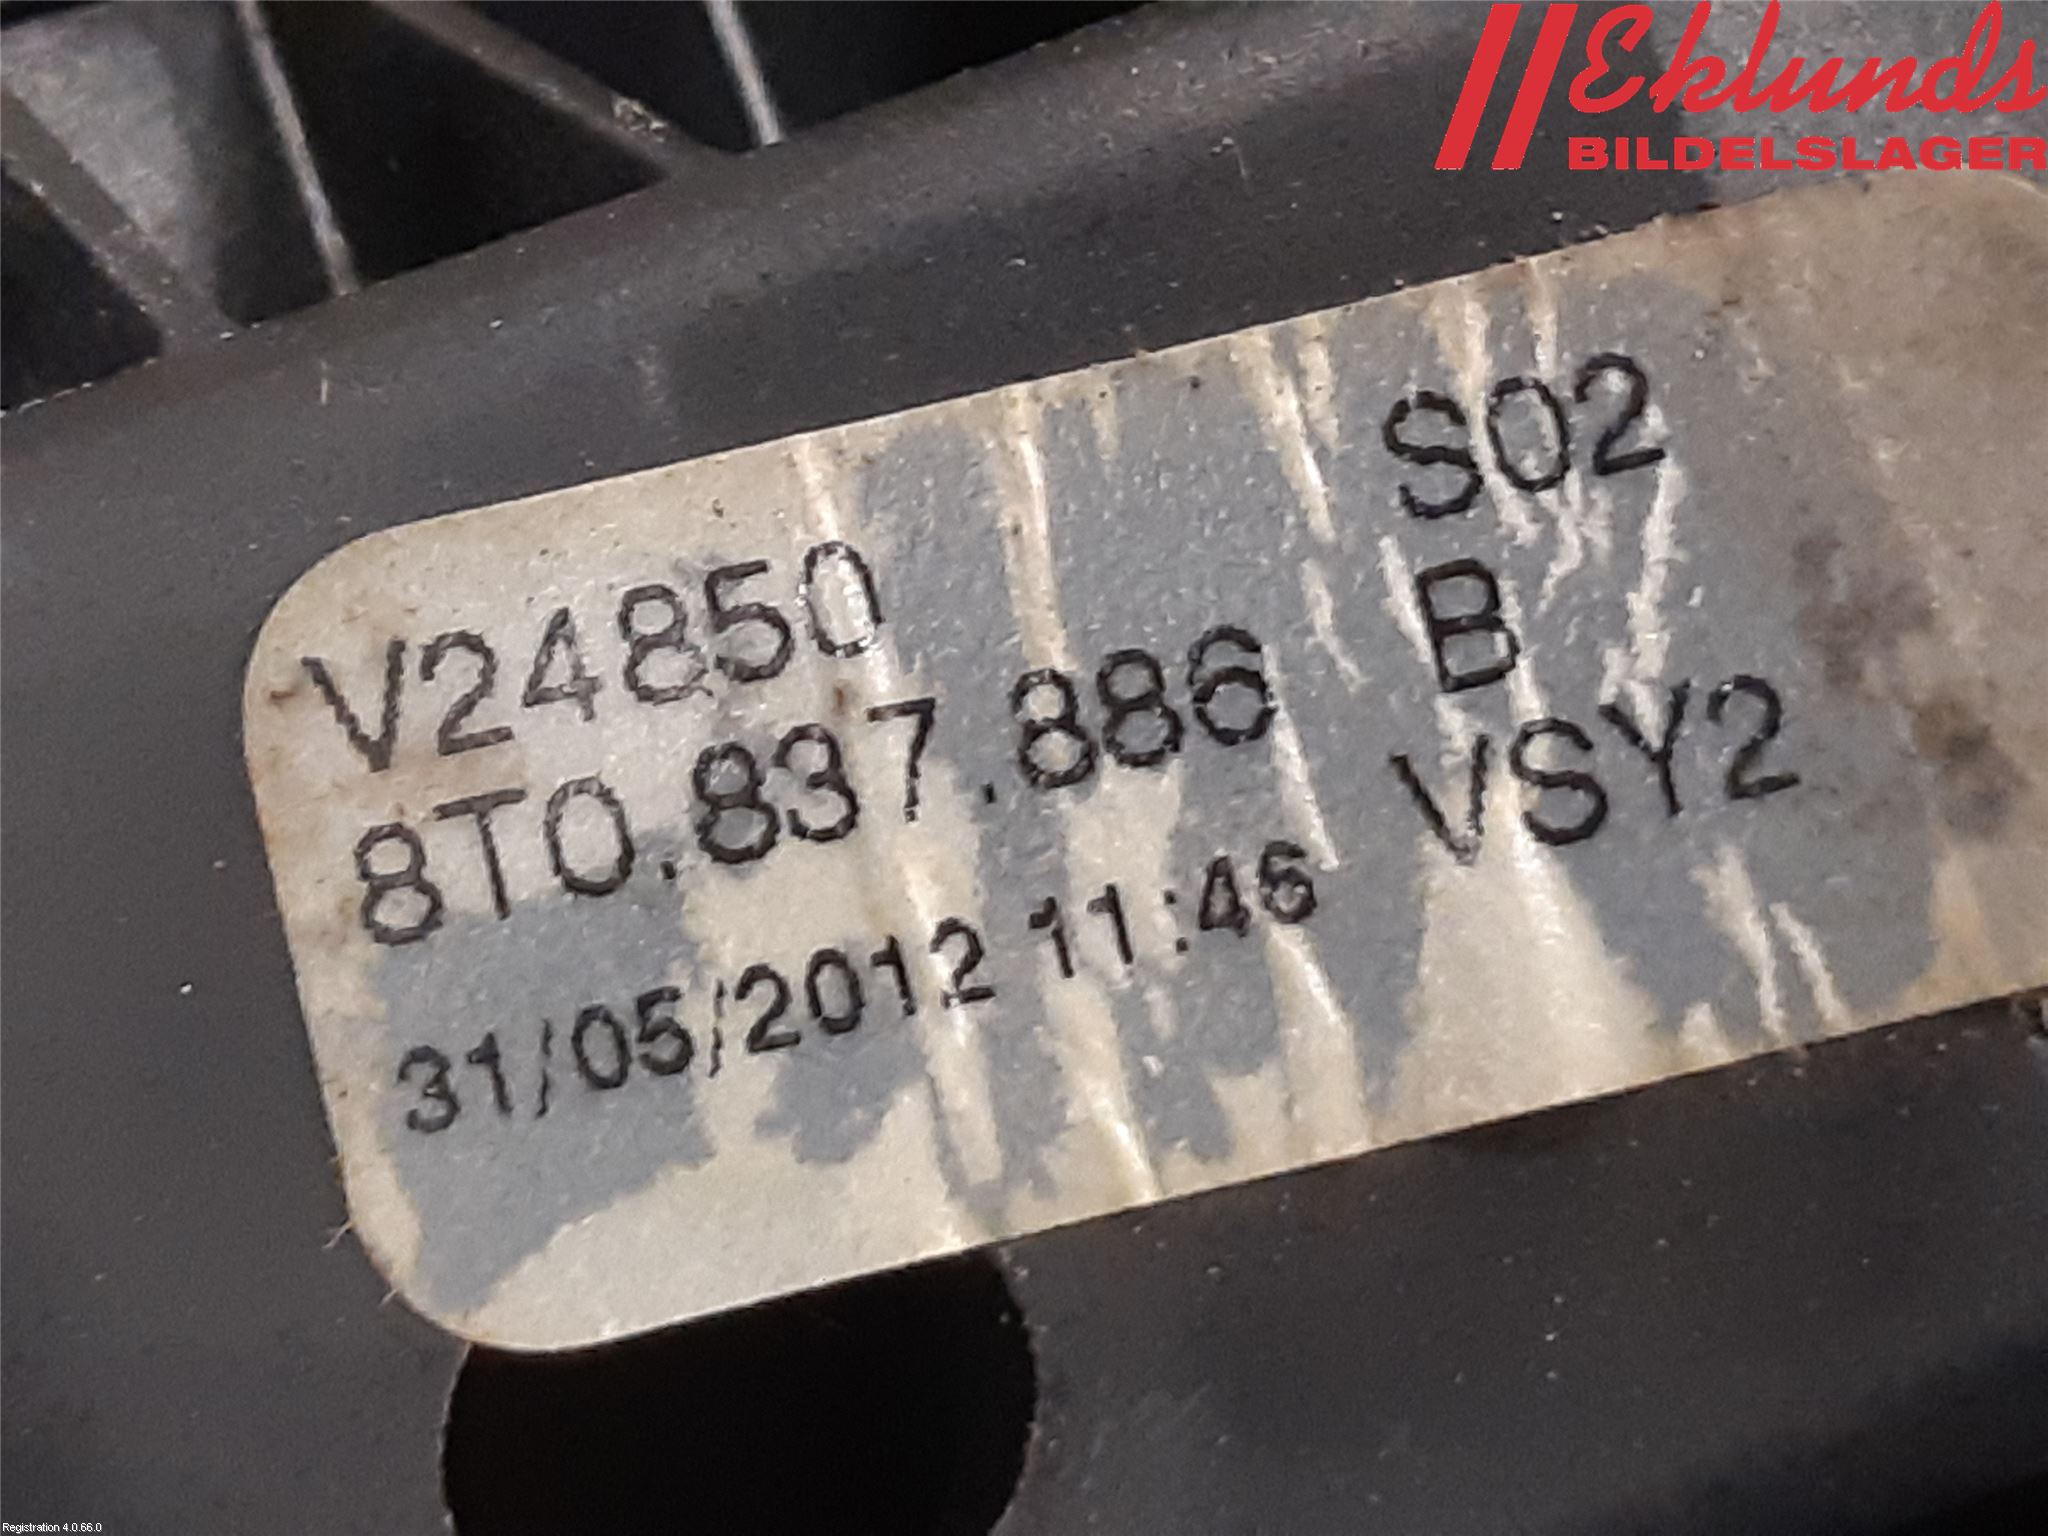 Eklunds
BILDELSLAGER
V24850 S02
8T0.837.886 B
31/05/2012 11:46 VSY2
Registration 4.0.66.0